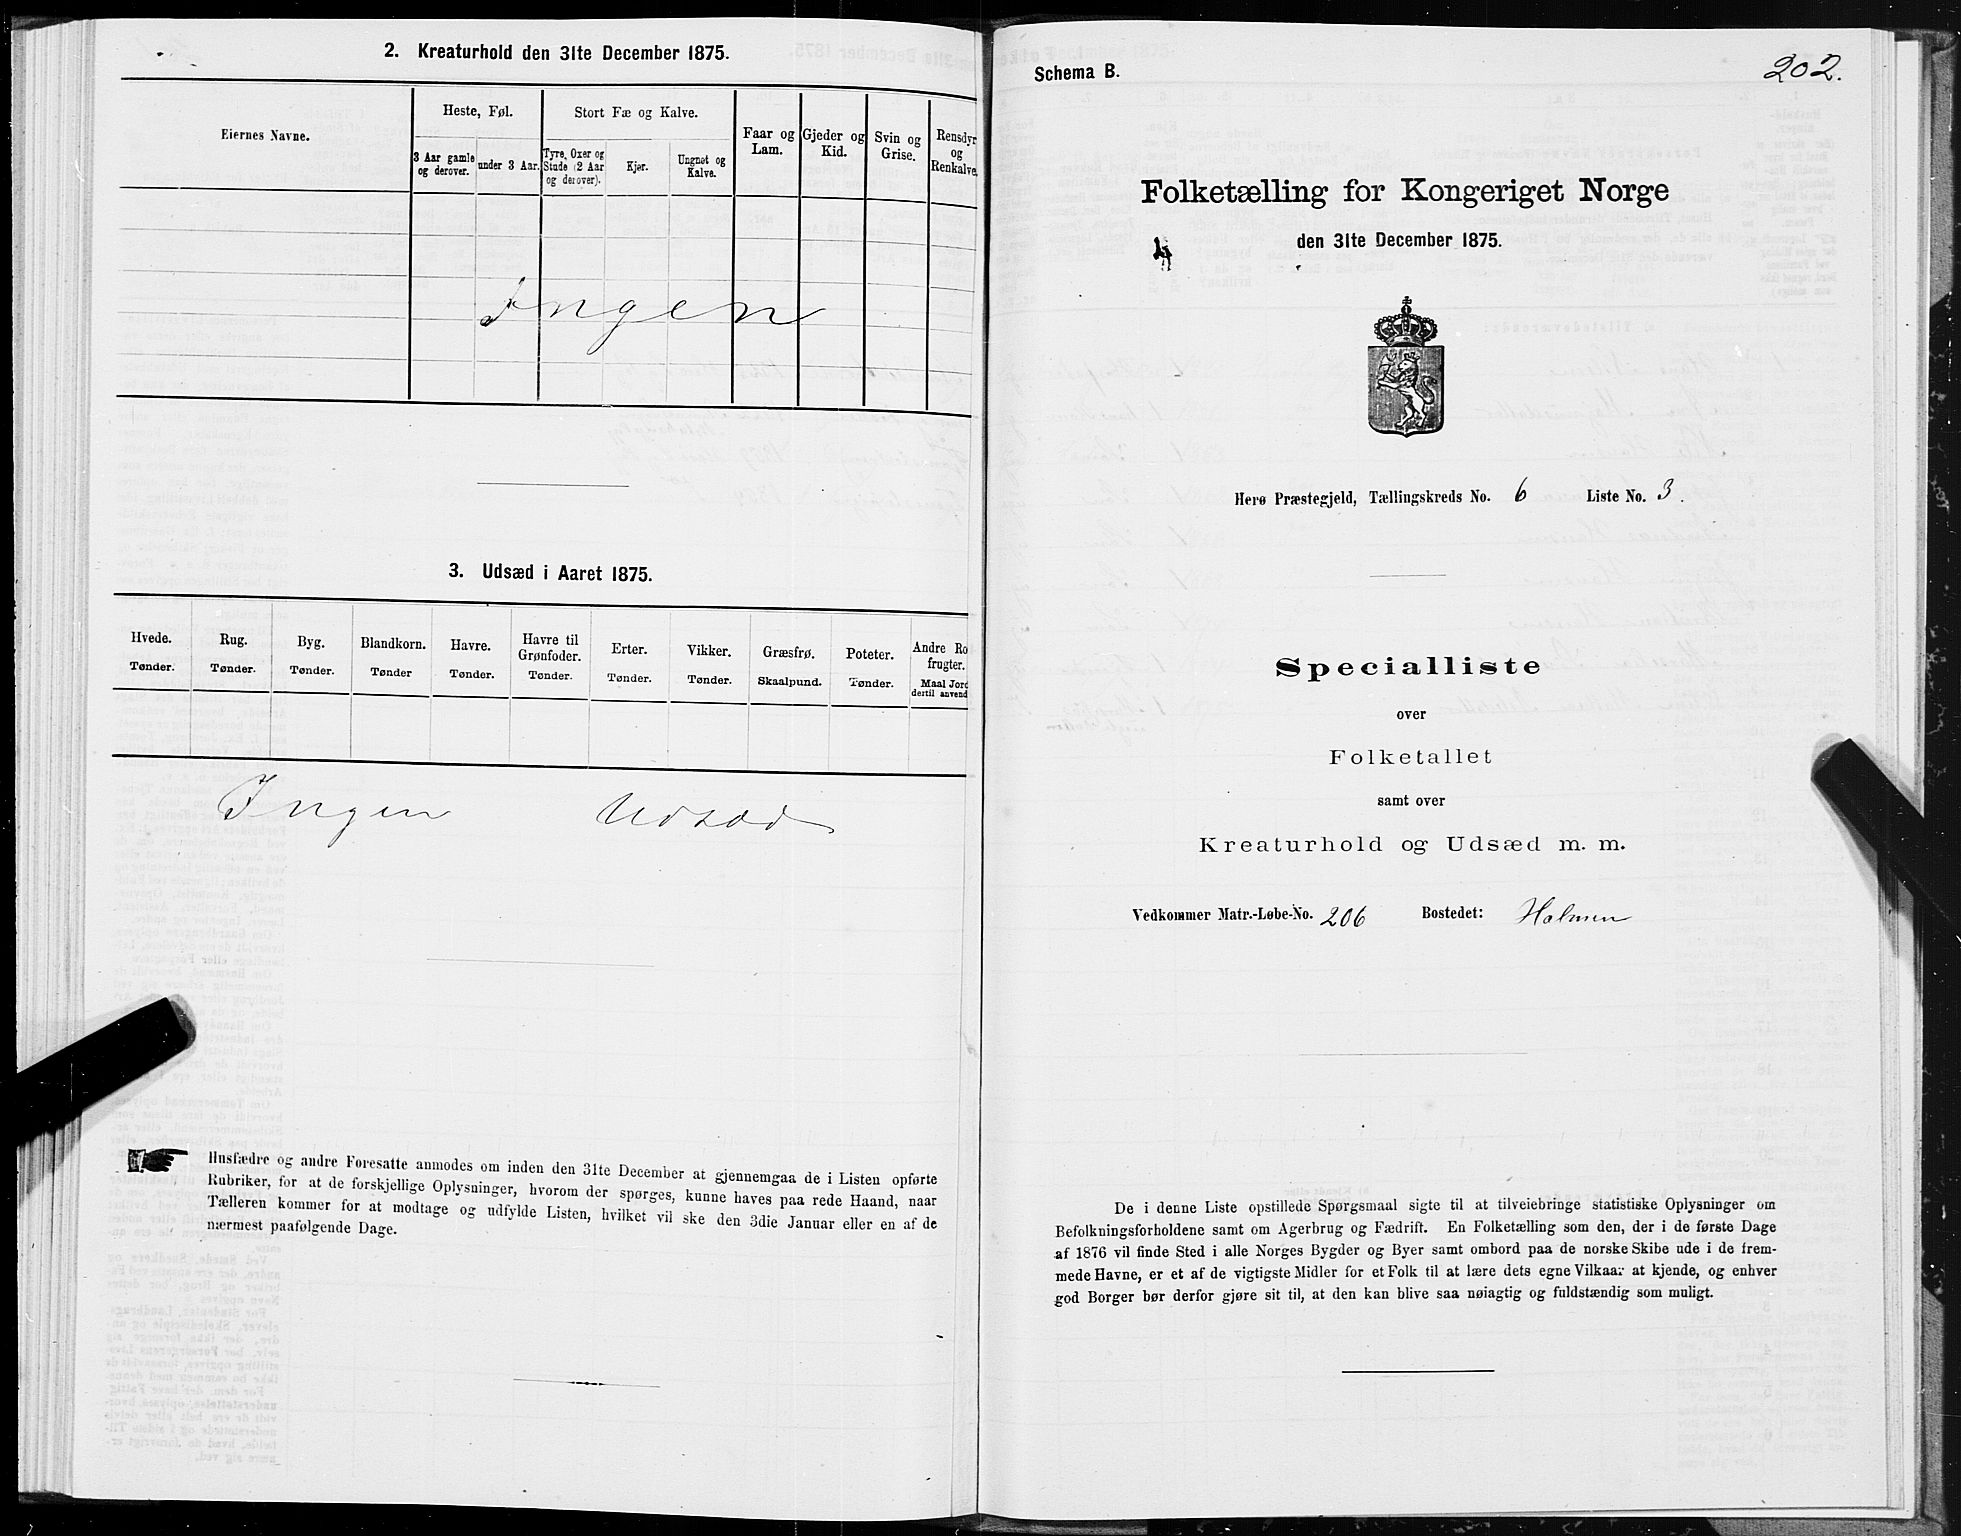 2. Kreaturhold den 31te December 1875.
Eiernes Navne.
Heste, Føl.
Stort Fæ og Kalve.
Faar og Lam.
Gjeder og Kid.
Svin og Grise.
Rensdyr og Renkalve.
3 Aar gamle og derover.
under 3 Aar.
Tyre, Oxer og Stude (2 Aar og derover).
Kjør.
Ungnøt og Kalve.
Ingen
3. Udsæd i Aaret 1875.
Hvede. Tønder.
Rug. Tønder.
Byg. Tønder.
Blandkorn. Tønder
Havre. Tønder.
Havre til Grønfoder. Tønder.
Erter. Tønder.
Vikker. Tønder.
Græsfrø. Skaalpund.
Poteter. Tønder.
Andre Ro frugter. Maal Jord dertil anvend
Ingen Udsæd
Husfædre og andre Foresatte anmodes om inden den 31te December at gjennemgaa de i Listen opførte
Rubriker, for at de forskjellige Oplysninger, hvorom der spørges, kunne haves paa rede Haand, naar
Tælleren kommer for at modtage og udfylde Listen, hvilket vil ske den 3die Januar eller en af de
nærmest paafølgende Dage.
Schema B.
202.
Folketælling for Kongeriget Norge
den 31te December 1875.
Herø Præstegjeld, Tællingskreds No. 6 Liste No. 3.
Specialliste
over
Folketallet
samt over
Kreaturhold og Udsæd m. m.
Vedkommer Matr.-Løbe-No. 206 Bostedet: Holmen
De i denne Liste opstillede Spørgsmaal sigte til at tilveiebringe statistiske Oplysninger om
Befolkningsforholdene samt om Agerbrug og Fædrift. En Folketælling som den, der i de første Dage
af 1876 vil finde Sted i alle Norges Bygder og Byer samt ombord paa de norske Skibe ude i de frem-
mede Havne, er et af de vigtigste Midler for et Folk til at lære dets egne Vilkaar at kjende, og enhver
god Borger bør derfor gjøre sit til, at den kan blive saa nøiagtig og fuldstændig som muligt.